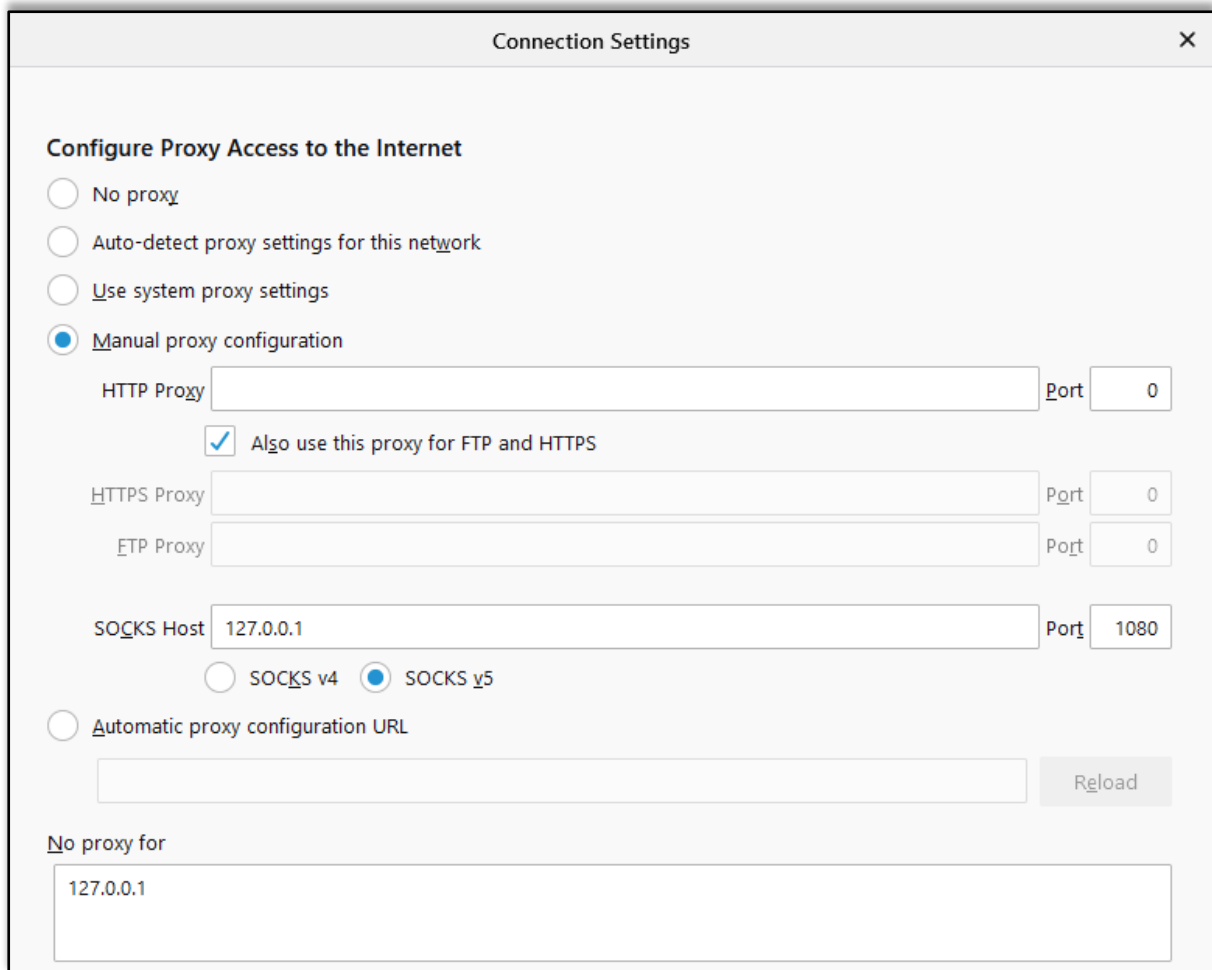 Connection Settings
Configure Proxy Access to the Internet
No proxy
Auto-detect proxy settings for this network
Use system proxy settings
Manual proxy configuration
HTTP Proxy Port 0
Also use this proxy for FTP and HTTPS
HTTPS Proxy Port 0
FTP Proxy Port 0
SOCKS Host 127.0.0.1 Port 1080
SOCKS v4 SOCKS v5
Automatic proxy configuration URL
Reload
No proxy for
127.0.0.1